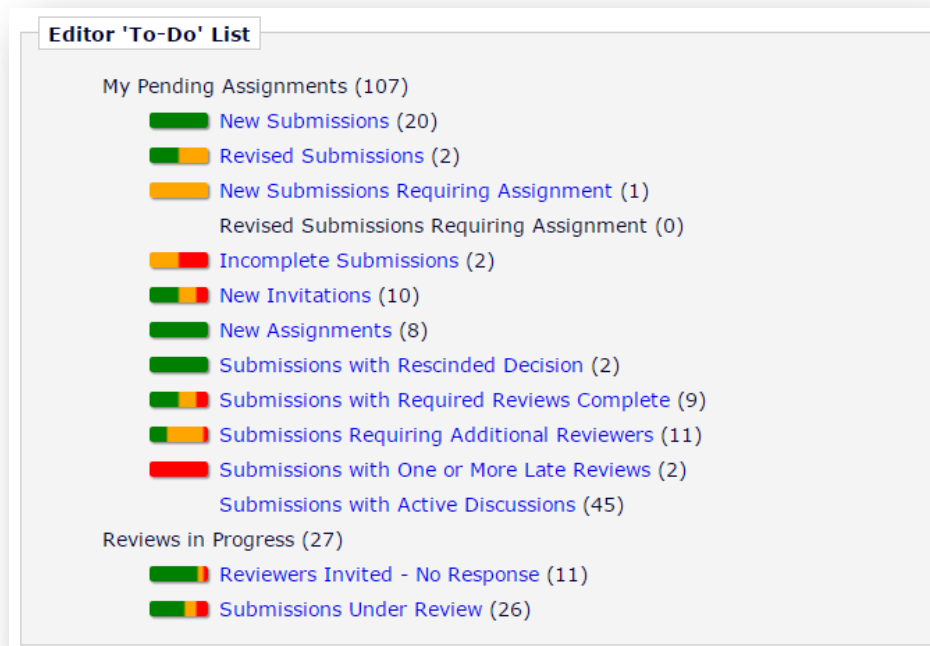 Editor 'To-Do' List
My Pending Assignments (107)
New Submissions (20)
Revised Submissions (2)
New Submissions Requiring Assignment (1)
Revised Submissions Requiring Assignment (0)
Incomplete Submissions (2)
New Invitations (10)
New Assignments (8)
Submissions with Rescinded Decision (2)
Submissions with Required Reviews Complete (9)
Submissions Requiring Additional Reviewers (11)
Submissions with One or More Late Reviews (2)
Submissions with Active Discussions (45)
Reviews in Progress (27)
Reviewers Invited - No Response (11)
Submissions Under Review (26)